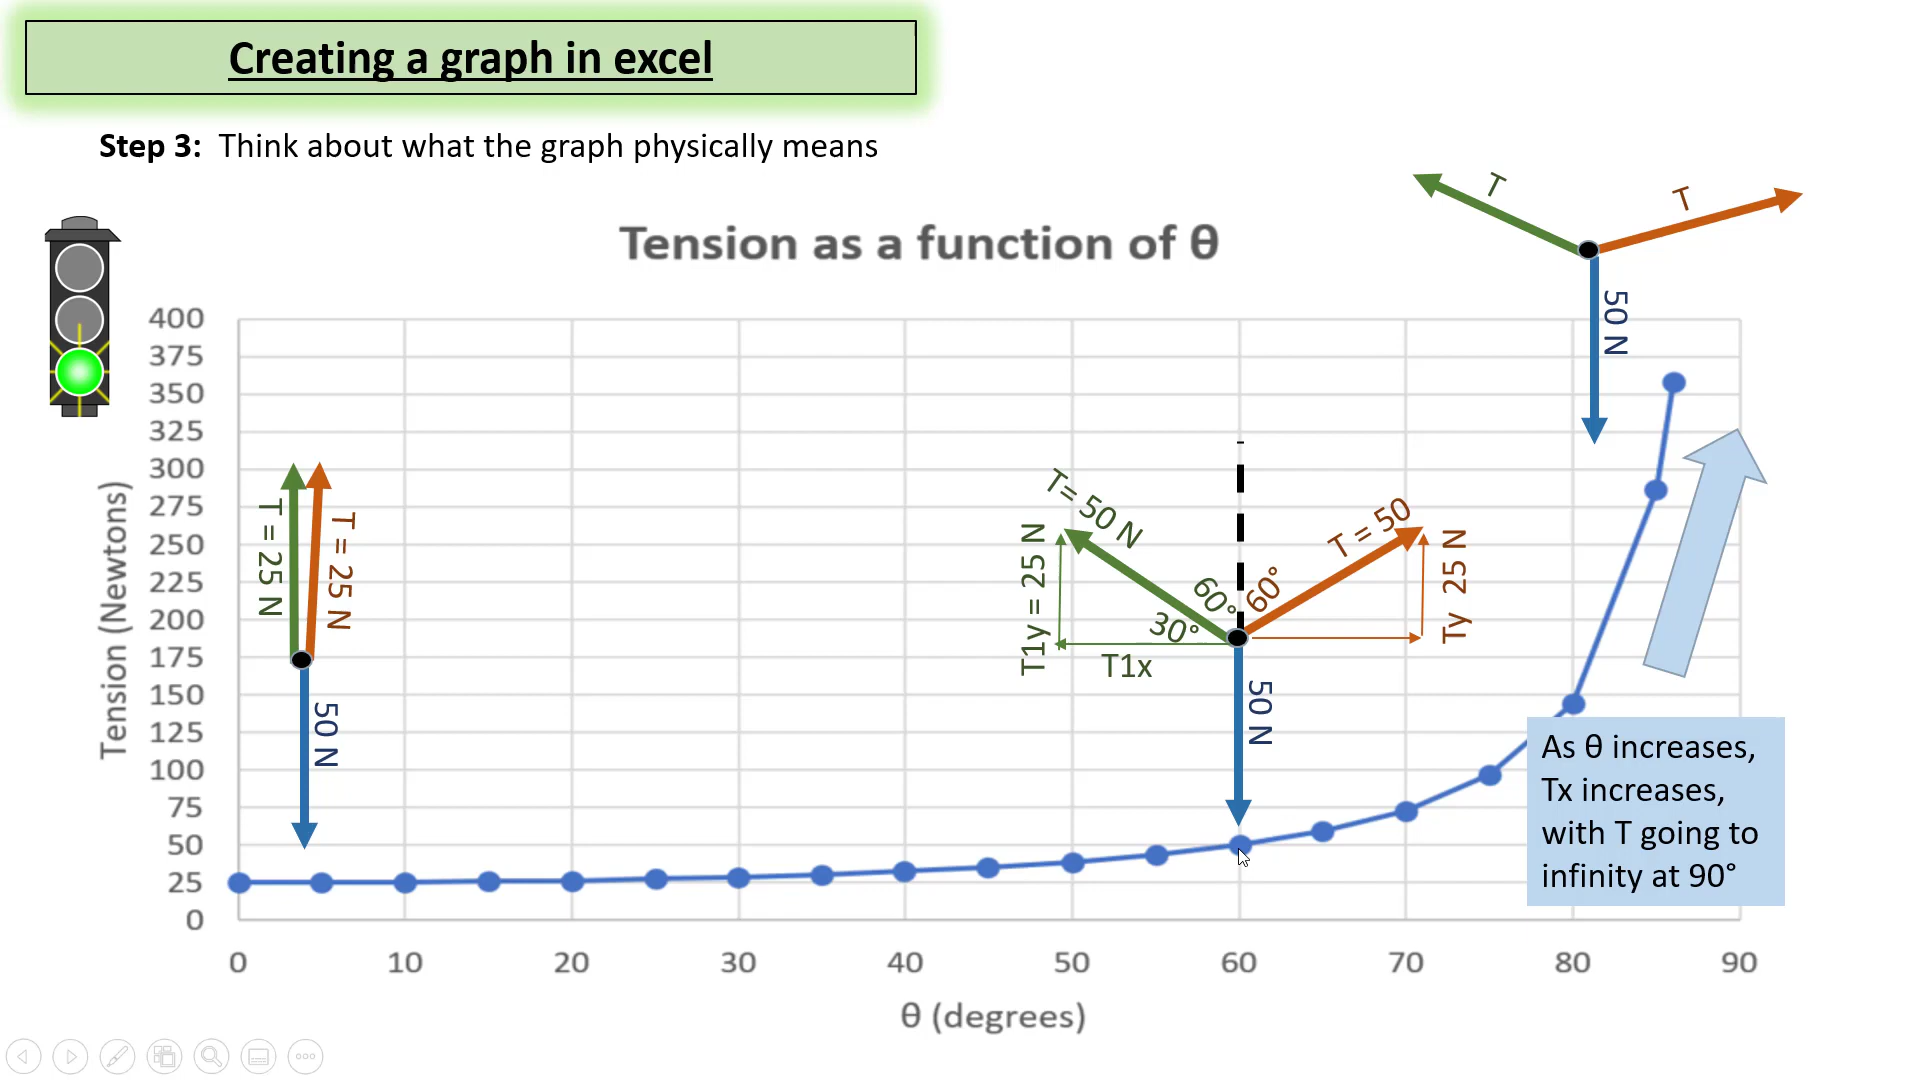 Creating a graph in excel
Step 3: Think about what the graph physically means
T
T
50 N
Tension as a function of θ
400
375
350
325
300
275
250
225
200
175
150
125
100
75
50
25
0
Tension (Newtons)
T = 25 N
T = 25 N
50 N
T= 50 N
T = 50
T1y = 25 N
60°
60°
30°
T1x
Ty 25 N
50 N
As θ increases,
Tx increases,
with T going to
infinity at 90°
0 10 20 30 40 50 60 70 80 90
θ (degrees)